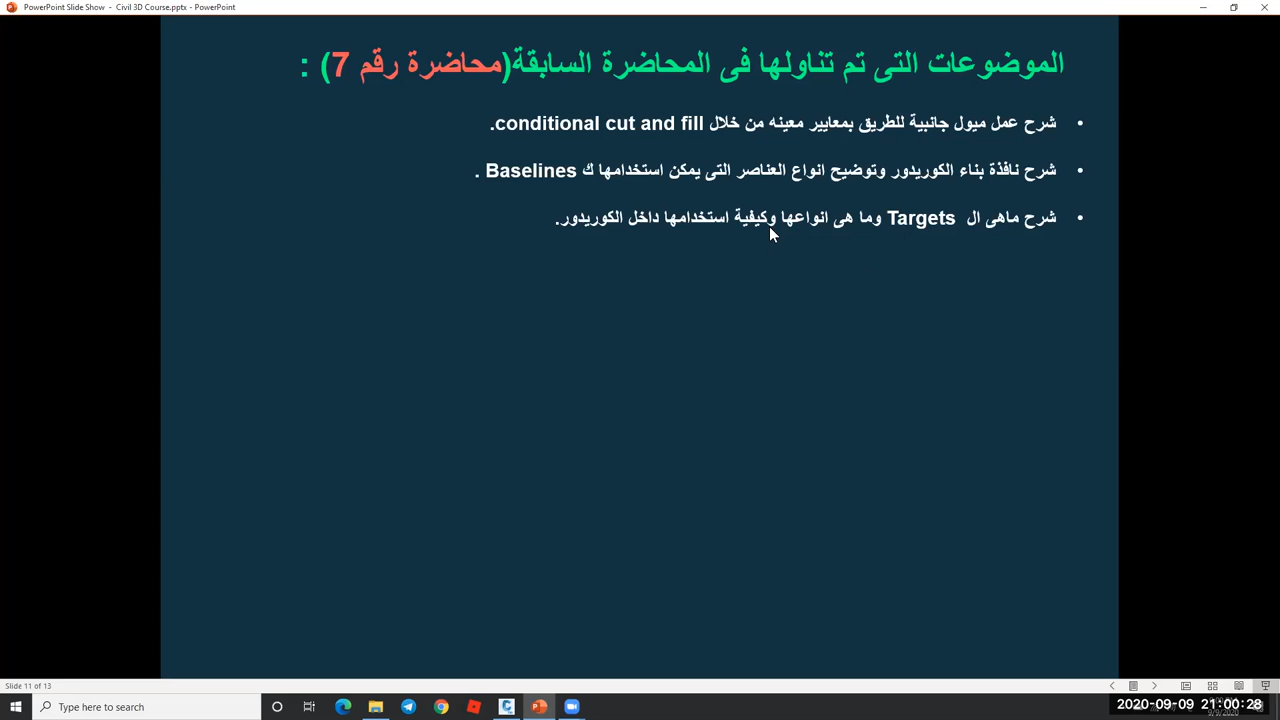 PowerPoint Slide Show - Civil 3D Course.pptx - PowerPoint
الموضوعات التى تم تناولها فى المحاضرة السابقة(محاضرة رقم 7) :
• شرح عمل ميول جانبية للطريق بمعايير معينه من خلال conditional cut and fill.
• شرح نافذة بناء الكوريدور وتوضيح انواع العناصر التى يمكن استخدامها ك Baselines .
• شرح ماهى ال Targets وما هى انواعها وكيفية استخدامها داخل الكوريدور.
Slide 11 of 13
Type here to search
2020-09-09 21:00:28
9/9/2020